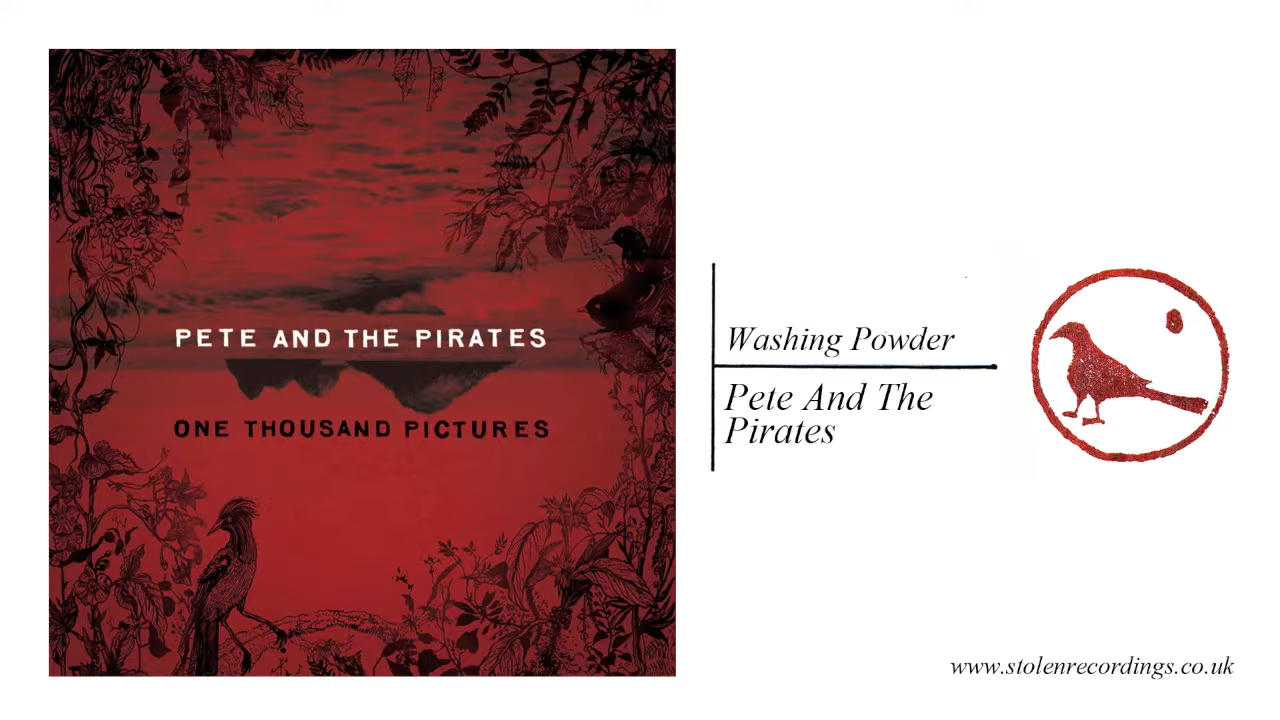 PETE AND THE PIRATES
ONE THOUSAND PICTURES
Washing Powder
Pete And The
Pirates
www.stolenrecordings.co.uk